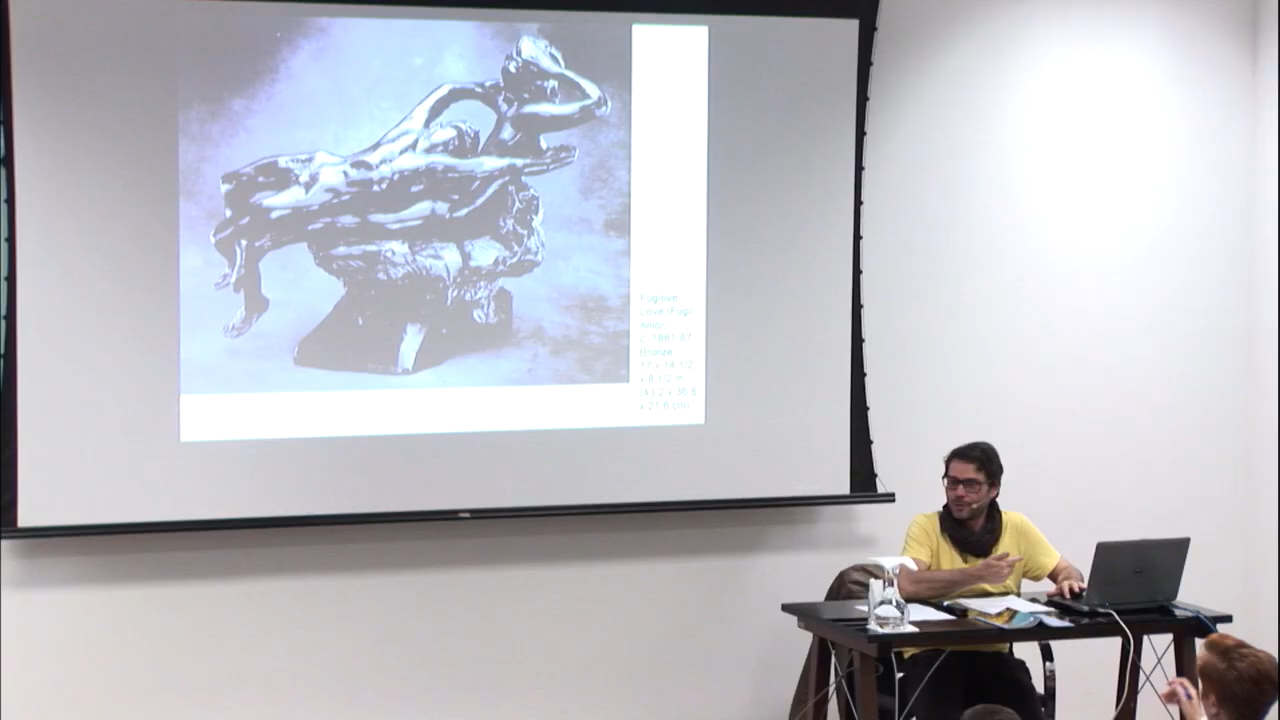 Fugitive
Love (Fugit
Amor)
c. 1881-87
Bronze
17 x 14 1/2
x 8 1/2 in.
(43.2 x 36.8
x 21.6 cm)